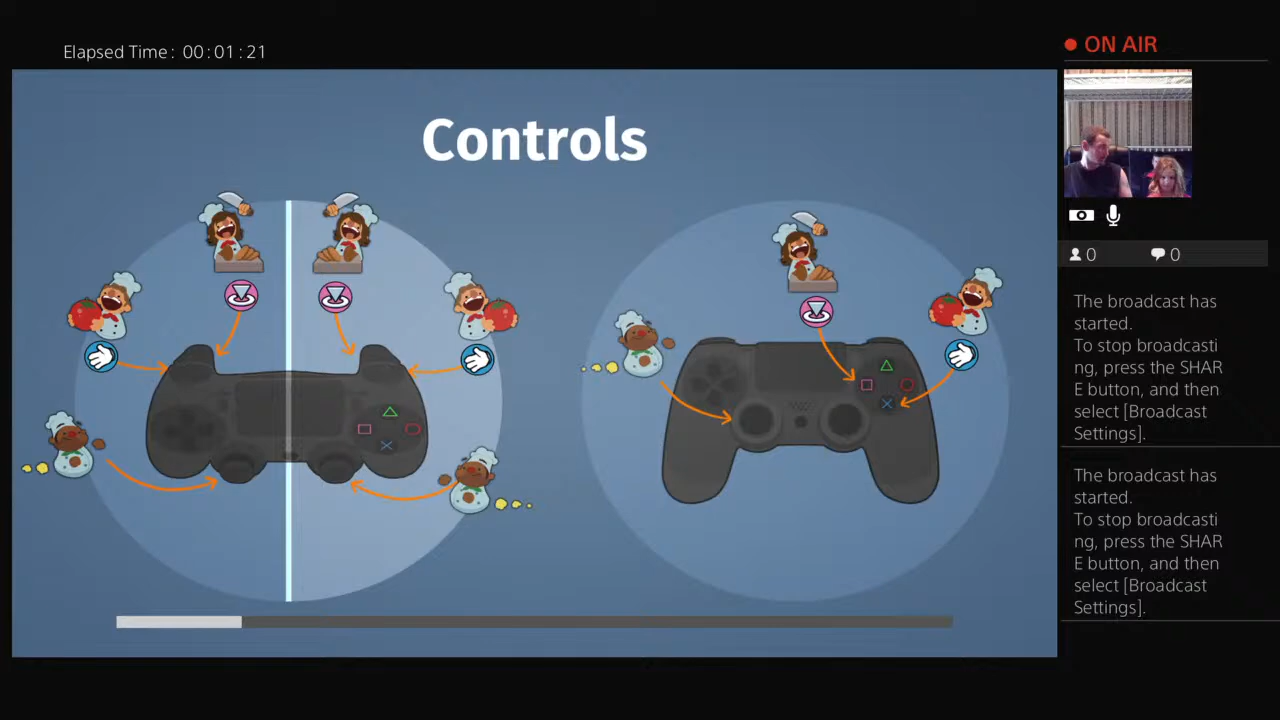 Elapsed Time: 00:01:21
ON AIR
Controls
0
0
The broadcast has
started.
To stop broadcasti
ng, press the SHAR
E button, and then
select [Broadcast
Settings].
The broadcast has
started.
To stop broadcasti
ng, press the SHAR
E button, and then
select [Broadcast
Settings].